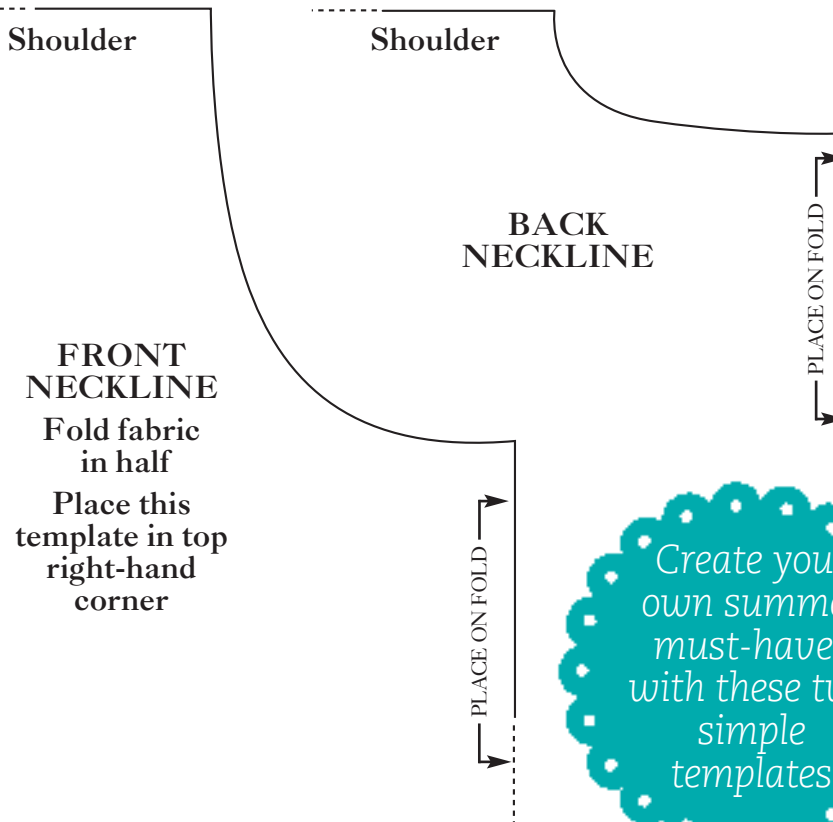 Shoulder
FRONT
NECKLINE
Fold fabric
in half
Place this
template in top
right-hand
corner
PLACE ON FOLD
Shoulder
BACK
NECKLINE
PLACE ON FOLD
Create you
own summe
must-have
with these tw
simple
templates